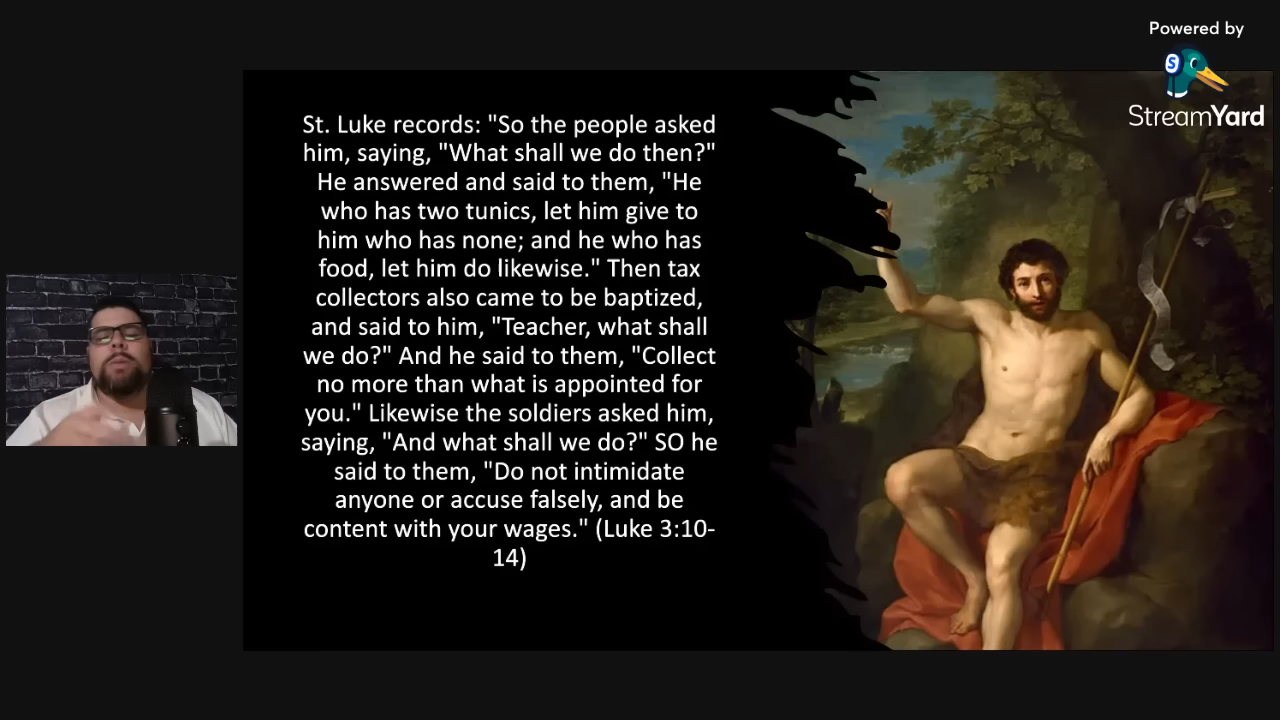 Powered by
StreamYard
St. Luke records: "So the people asked
him, saying, "What shall we do then?"
He answered and said to them, "He
who has two tunics, let him give to
him who has none; and he who has
food, let him do likewise." Then tax
collectors also came to be baptized,
and said to him, "Teacher, what shall
we do?" And he said to them, "Collect
no more than what is appointed for
you." Likewise the soldiers asked him,
saying, "And what shall we do?" SO he
said to them, "Do not intimidate
anyone or accuse falsely, and be
content with your wages." (Luke 3:10-
14)